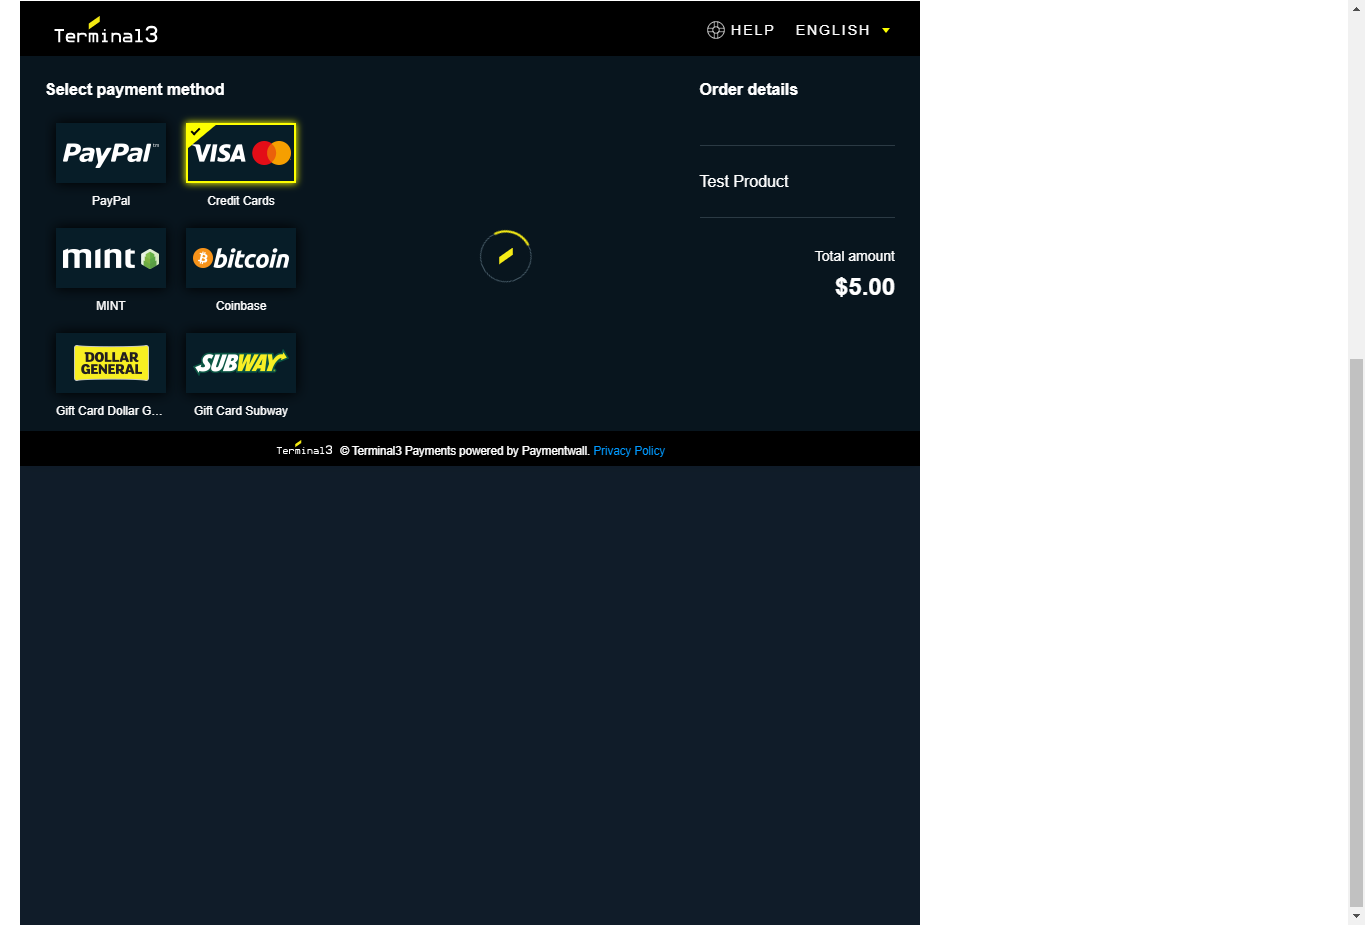 Terminal3
HELP ENGLISH
Select payment method
PayPal™
VISA
PayPal
Credit Cards
mint
bitcoin
MINT
Coinbase
DOLLAR
GENERAL
SUBWAY
Gift Card Dollar G...
Gift Card Subway
Order details
Test Product
Total amount
$5.00
Terminal3 © Terminal3 Payments powered by Paymentwall. Privacy Policy